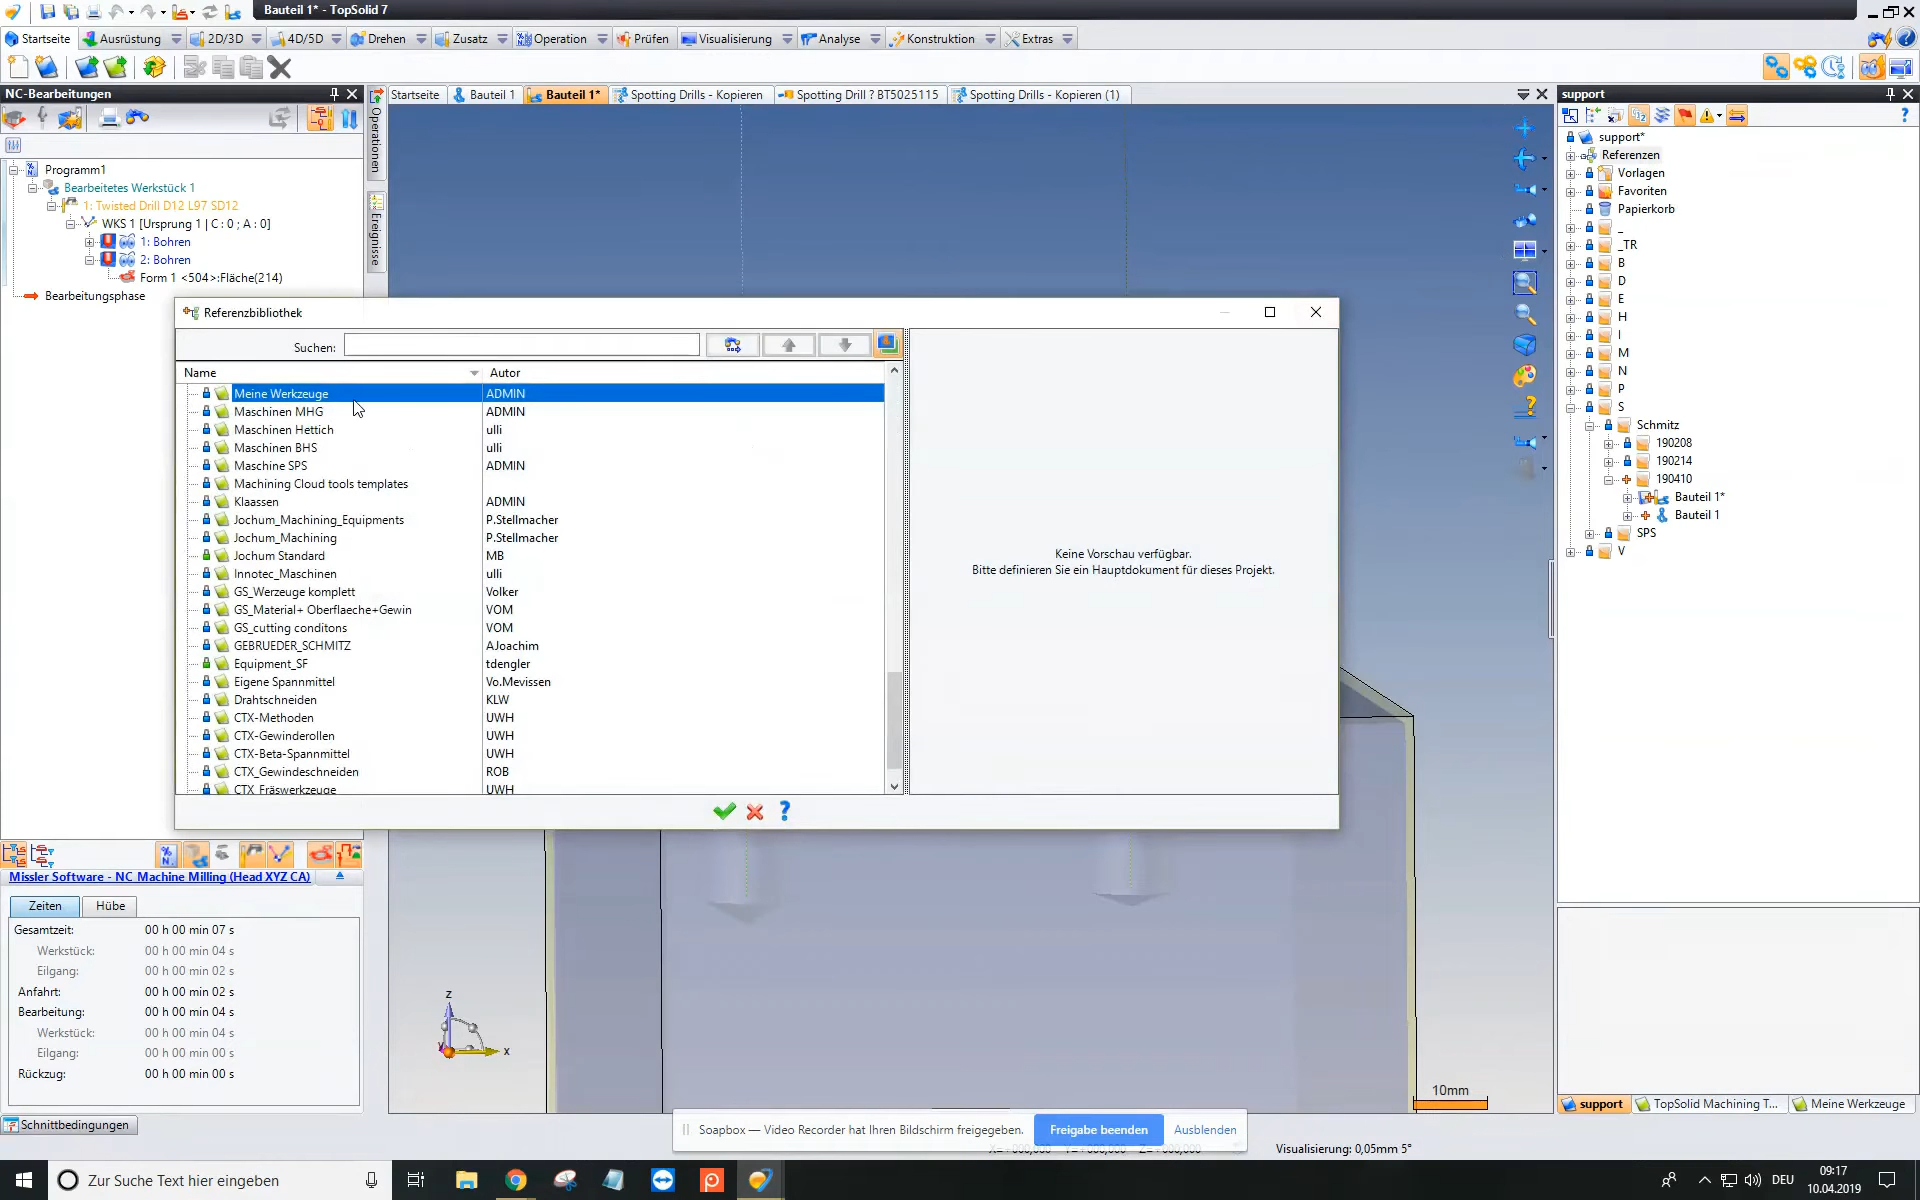 Bauteil 1* - TopSolid 7
Startseite Ausrüstung 2D/3D 4D/5D Drehen Zusatz Operation Prüfen Visualisierung Analyse Konstruktion Extras
NC-Bearbeitungen
Startseite Bauteil 1 Bauteil 1* Spotting Drills - Kopieren Spotting Drill ? BT5025115 Spotting Drills - Kopieren (1)
support
Operationen
Ereignisse
Programm1
Bearbeitetes Werkstück 1
1: Twisted Drill D12 L97 SD12
WKS 1 [Ursprung 1 | C : 0 ; A : 0]
1: Bohren
2: Bohren
Form 1 <504>:Fläche(214)
Bearbeitungsphase
Referenzbibliothek
Suchen:
Name Autor
Meine Werkzeuge ADMIN
Maschinen MHG ADMIN
Maschinen Hettich ulli
Maschinen BHS ulli
Maschine SPS ADMIN
Machining Cloud tools templates
Klaassen ADMIN
Jochum_Machining_Equipments P.Stellmacher
Jochum_Machining P.Stellmacher
Jochum Standard MB
Innotec_Maschinen ulli
GS_Werzeuge komplett Volker
GS_Material+ Oberflaeche+Gewin VOM
GS_cutting conditons VOM
GEBRUEDER_SCHMITZ AJoachim
Equipment_SF tdengler
Eigene Spannmittel Vo.Mevissen
Drahtschneiden KLW
CTX-Methoden UWH
CTX-Gewinderollen UWH
CTX-Beta-Spannmittel UWH
CTX_Gewindeschneiden ROB
CTX_Fräswerkzeuge UWH
Keine Vorschau verfügbar.
Bitte definieren Sie ein Hauptdokument für dieses Projekt.
?
support*
Referenzen
Vorlagen
Favoriten
Papierkorb
_
_TR
B
D
E
H
I
M
N
P
S
Schmitz
190208
190214
190410
Bauteil 1*
Bauteil 1
SPS
V
Missler Software - NC Machine Milling (Head XYZ CA)
Zeiten Hübe
Gesamtzeit: 00 h 00 min 07 s
Werkstück: 00 h 00 min 04 s
Eilgang: 00 h 00 min 02 s
Anfahrt: 00 h 00 min 02 s
Bearbeitung: 00 h 00 min 04 s
Werkstück: 00 h 00 min 04 s
Eilgang: 00 h 00 min 00 s
Rückzug: 00 h 00 min 00 s
Schnittbedingungen
z
x
10mm
support TopSolid Machining T... Meine Werkzeuge
Soapbox — Video Recorder hat Ihren Bildschirm freigegeben. Freigabe beenden Ausblenden
Visualisierung: 0,05mm 5°
Zur Suche Text hier eingeben
DEU
09:17
10.04.2019